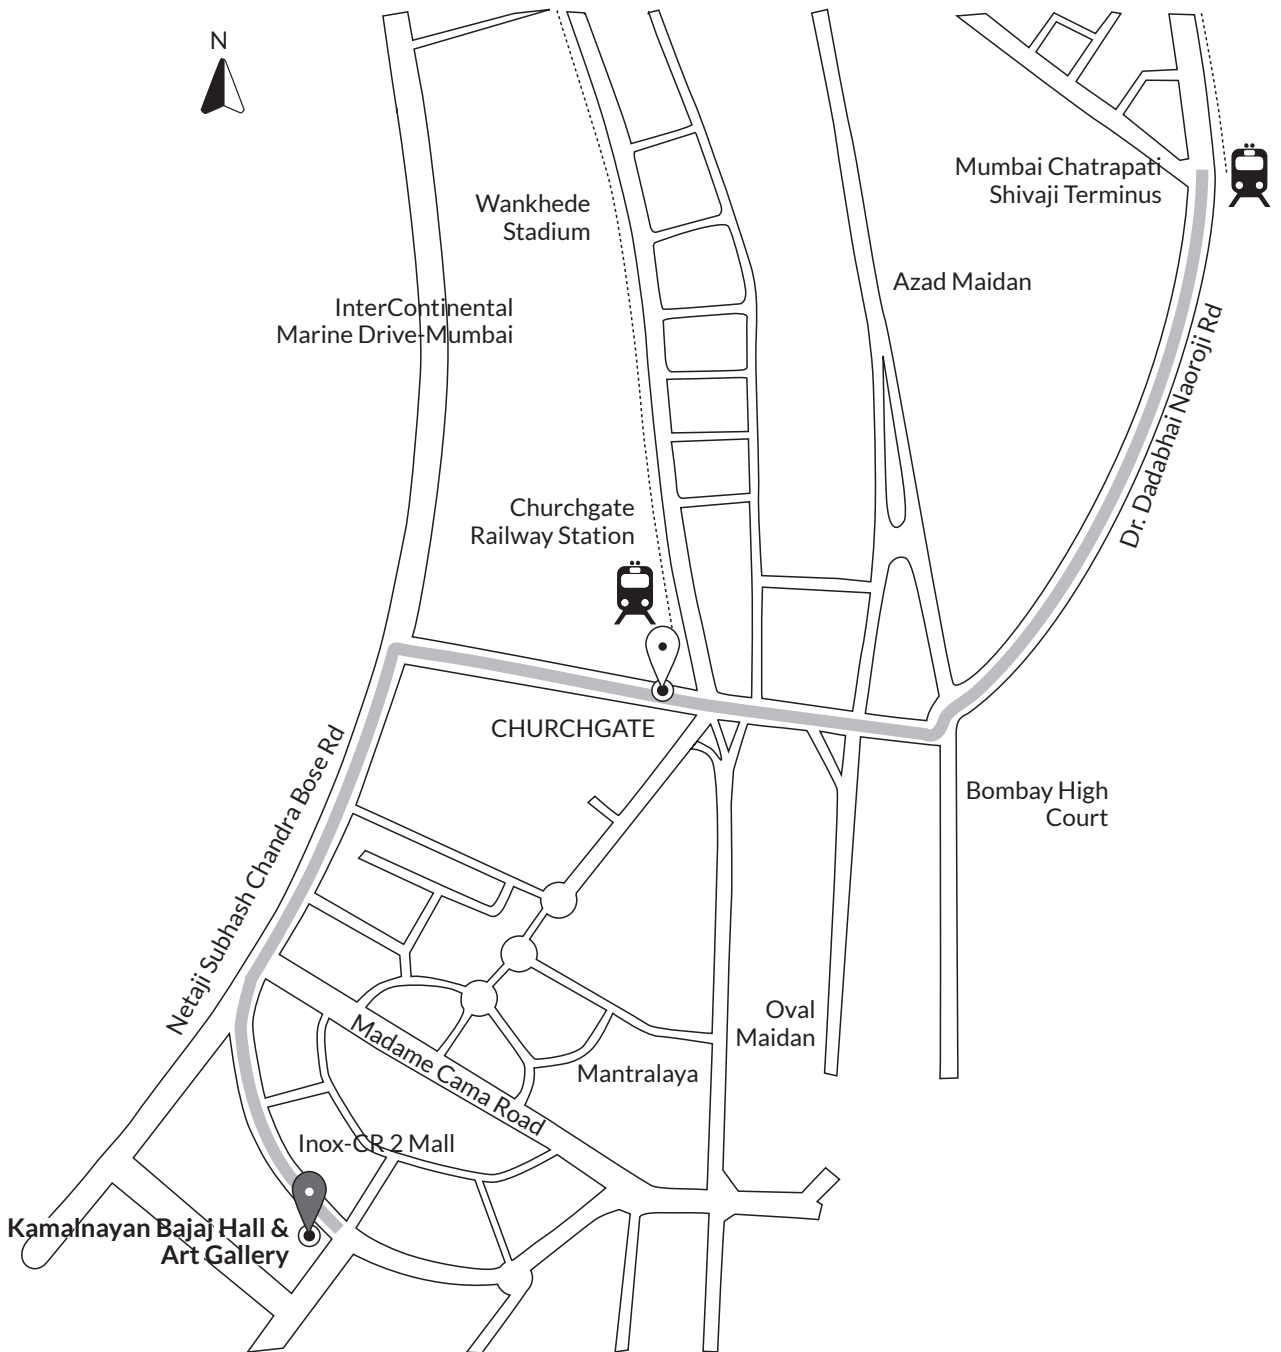 N
Mumbai Chatrapati
Shivaji Terminus
Wankhede
Stadium
Azad Maidan
InterContinental
Marine Drive-Mumbai
Dr. Dadabhai Naoroji Rd
Churchgate
Railway Station
CHURCHGATE
Netaji Subhash Chandra Bose Rd
Bombay High
Court
Oval
Maidan
Madame Cama Road
Mantralaya
Inox-CR 2 Mall
Kamalnayan Bajaj Hall &
Art Gallery